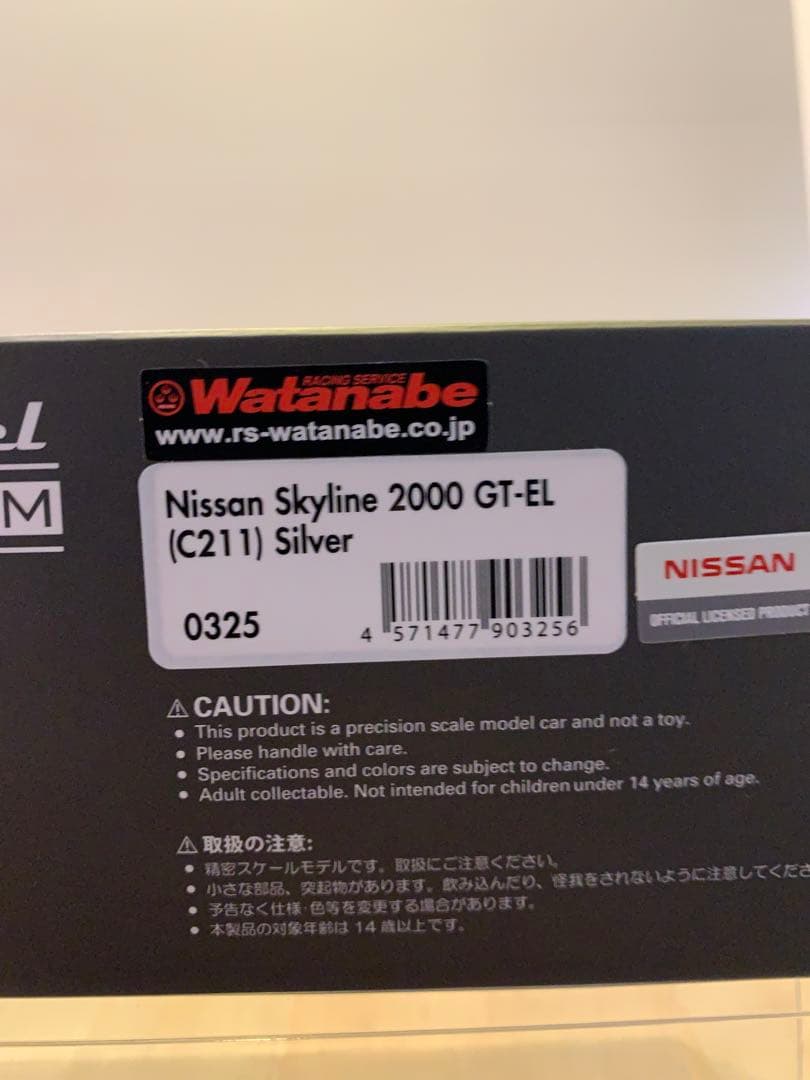 RACING SERVICE
Watanabe
www.rs-watanabe.co.jp
el
M
Nissan Skyline 2000 GT-EL
(C211) Silver
0325
4 571477 903256
NISSAN
OFFICIAL LICENSED PRODUCT
⚠ CAUTION:
● This product is a precision scale model car and not a toy.
● Please handle with care.
● Specifications and colors are subject to change.
● Adult collectable. Not intended for children under 14 years of age.
⚠ 取扱の注意:
● 精密スケールモデルです。取扱にご注意ください。
● 小さな部品、突起物があります。飲み込んだり、怪我をされないように注意してくださ
● 予告なく仕様・色等を変更する場合があります。
● 本製品の対象年齢は14歳以上です。